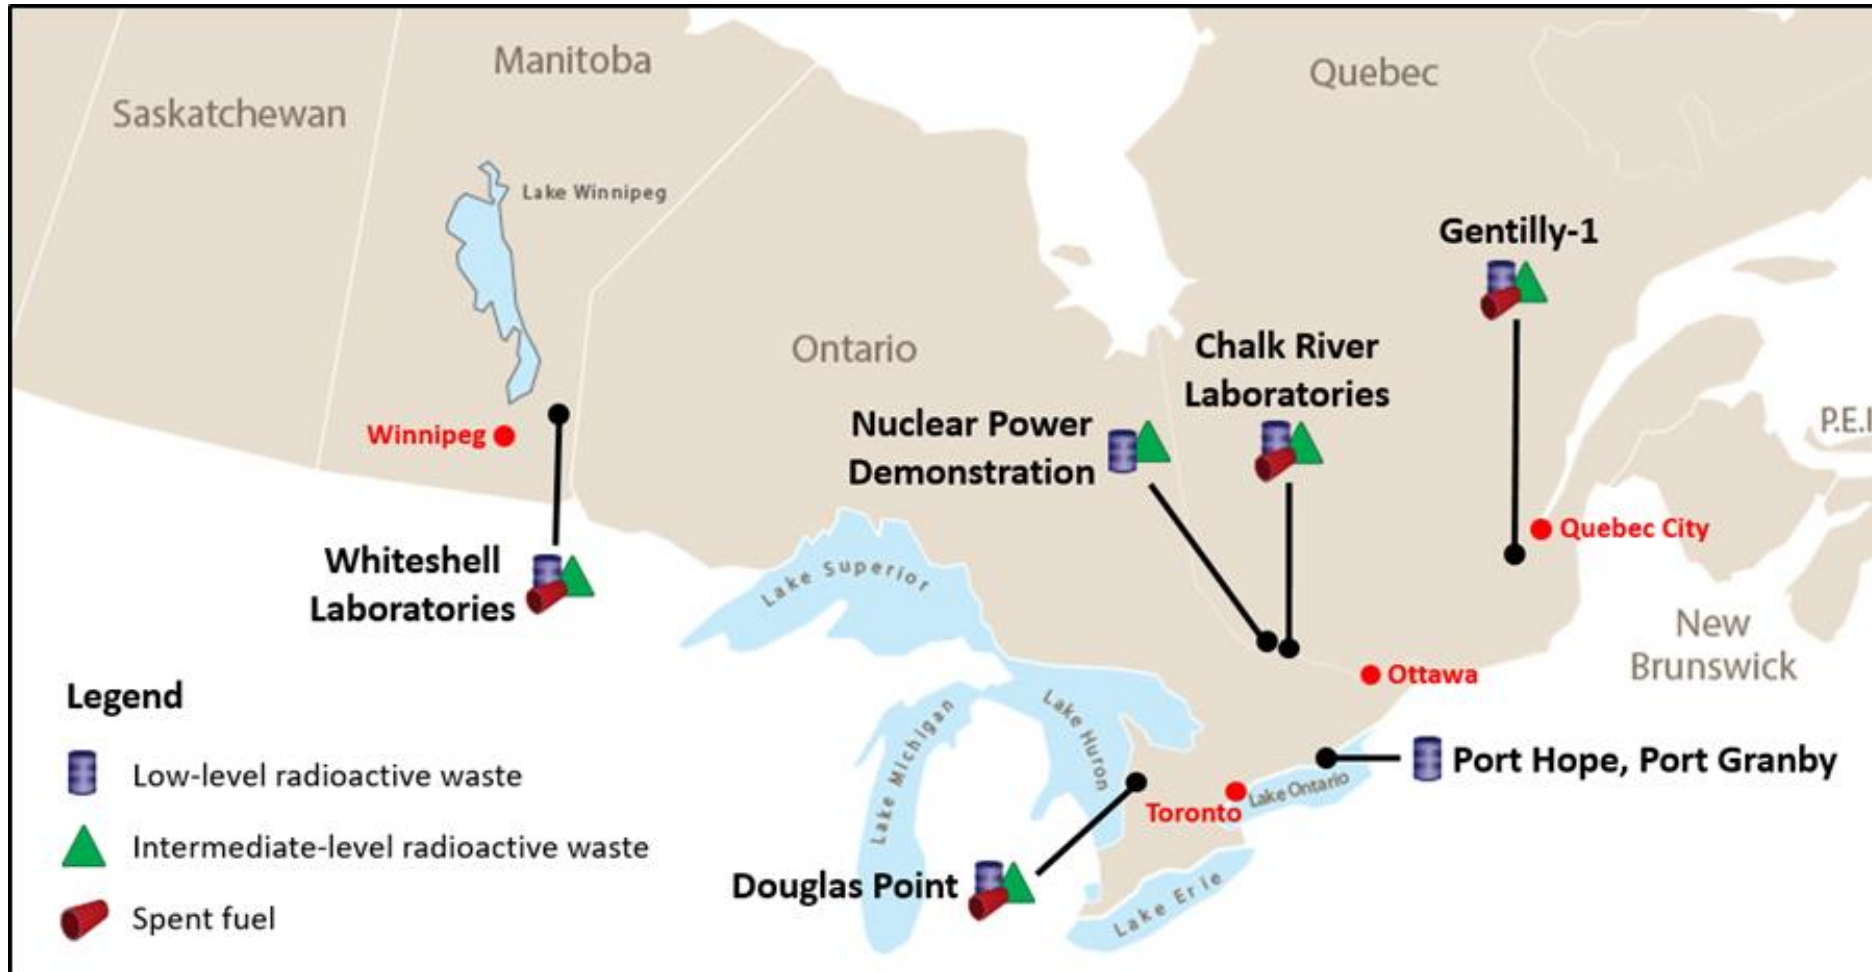 Manitoba
Quebec
Saskatchewan
Lake Winnipeg
Gentilly-1
Ontario
Chalk River
Laboratories
Nuclear Power
Demonstration
P.E.I
Winnipeg
Quebec City
Whiteshell
Laboratories
Lake Superior
New
Brunswick
Ottawa
Lake Michigan
Lake Huron
Port Hope, Port Granby
Toronto
Lake Ontario
Douglas Point
Lake Erie
Legend
Low-level radioactive waste
Intermediate-level radioactive waste
Spent fuel